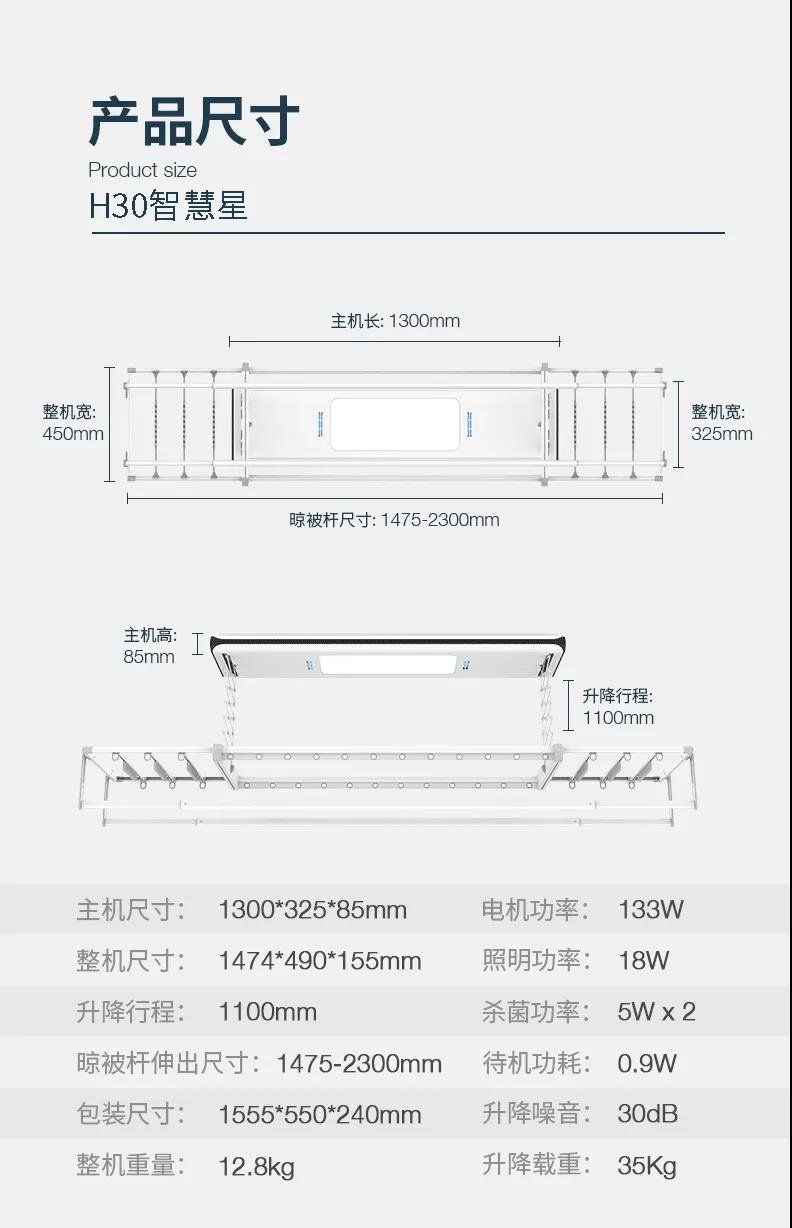 产品尺寸
Product size
H30智慧星
主机长: 1300mm
整机宽:
450mm
整机宽:
325mm
晾被杆尺寸: 1475-2300mm
主机高:
85mm
升降行程:
1100mm
主机尺寸： 1300*325*85mm 电机功率： 133W
整机尺寸： 1474*490*155mm 照明功率： 18W
升降行程： 1100mm 杀菌功率： 5W x 2
晾被杆伸出尺寸： 1475-2300mm 待机功耗： 0.9W
包装尺寸： 1555*550*240mm 升降噪音： 30dB
整机重量： 12.8kg 升降载重： 35Kg